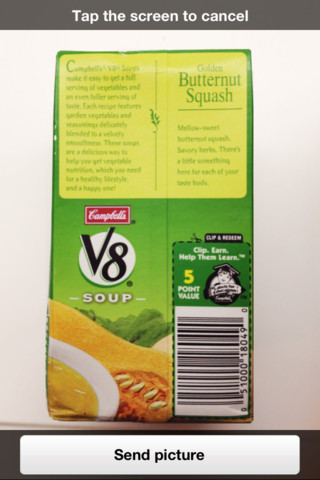 Tap the screen to cancel
Campbell's® V8® Soups
make it easy to get a full
serving of vegetables and
an even fuller serving of
taste. Each recipe features
garden vegetables and
seasonings delicately
blended to a velvety
smoothness. These soups
are a delicious way to
help you get vegetable
nutrition, which you need
for a healthy lifestyle
and a happy one!
Golden
Butternut
Squash
Mellow-sweet
butternut squash.
Savory herbs. There's
a little something
here for each of your
taste buds.
Campbell's
V8
SOUP
CLIP & REDEEM
Clip. Earn.
Help Them Learn.™
5
POINT
VALUE
0 51000 18049
Send picture